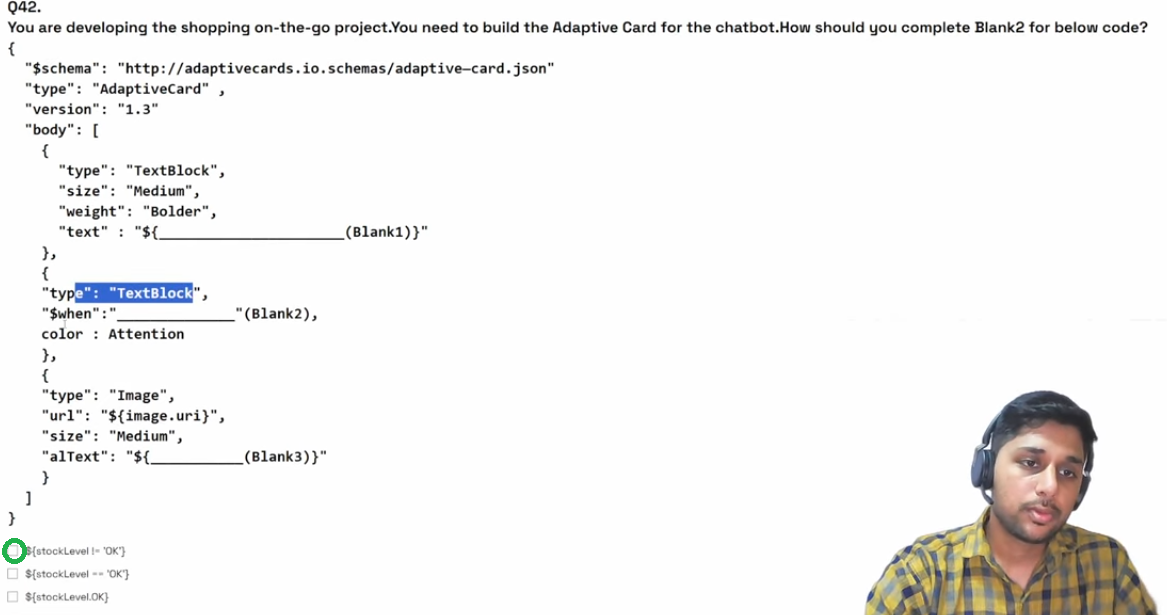 Q42.
You are developing the shopping on-the-go project.You need to build the Adaptive Card for the chatbot.How should you complete Blank2 for below code?
{
"$schema": "http://adaptivecards.io.schemas/adaptive-card.json"
"type": "AdaptiveCard" ,
"version": "1.3"
"body": [
{
"type": "TextBlock",
"size": "Medium",
"weight": "Bolder",
"text" : "${______________________(Blank1)}"
},
{
"type": "TextBlock",
"$when":"______________"(Blank2),
color : Attention
},
{
"type": "Image",
"url": "${image.uri}",
"size": "Medium",
"alText": "${___________(Blank3)}"
}
]
}
${stockLevel != 'OK'}
${stockLevel == 'OK'}
${stockLevel.OK}